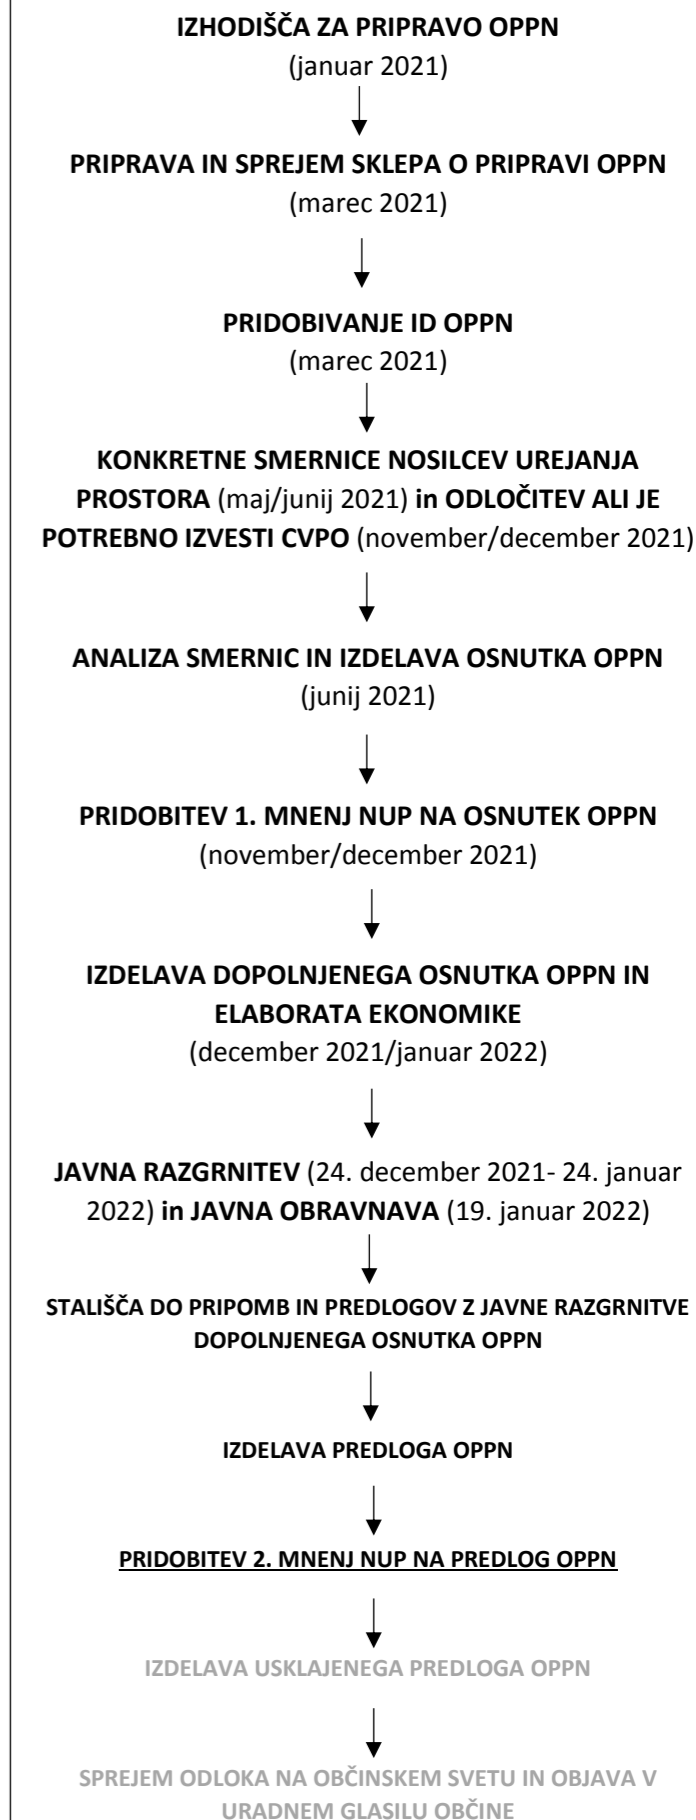 IZHODIŠČA ZA PRIPRAVO OPPN
(januar 2021)
PRIPRAVA IN SPREJEM SKLEPA O PRIPRAVI OPPN
(marec 2021)
PRIDOBIVANJE ID OPPN
(marec 2021)
KONKRETNE SMERNICE NOSILCEV UREJANJA
PROSTORA (maj/junij 2021) in ODLOČITEV ALI JE
POTREBNO IZVESTI CVPO (november/december 2021)
ANALIZA SMERNIC IN IZDELAVA OSNUTKA OPPN
(junij 2021)
PRIDOBITEV 1. MNENJ NUP NA OSNUTEK OPPN
(november/december 2021)
IZDELAVA DOPOLNJENEGA OSNUTKA OPPN IN
ELABORATA EKONOMIKE
(december 2021/januar 2022)
JAVNA RAZGRNITEV (24. december 2021- 24. januar
2022) in JAVNA OBRAVNAVA (19. januar 2022)
STALIŠČA DO PRIPOMB IN PREDLOGOV Z JAVNE RAZGRNITVE
DOPOLNJENEGA OSNUTKA OPPN
IZDELAVA PREDLOGA OPPN
PRIDOBITEV 2. MNENJ NUP NA PREDLOG OPPN
IZDELAVA USKLAJENEGA PREDLOGA OPPN
SPREJEM ODLOKA NA OBČINSKEM SVETU IN OBJAVA V
URADNEM GLASILU OBČINE